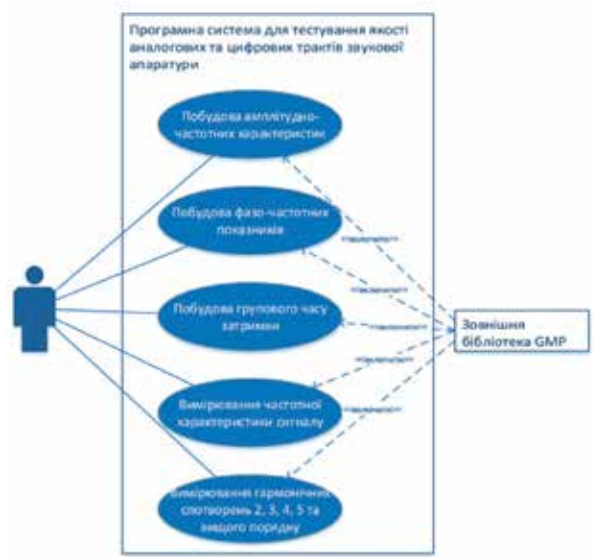 Програмна система для тестування якості
аналогових та цифрових трактів звукової
апаратури
Побудова амплітудно-
частотних характеристик
Побудова фазо-частотних
показників
Побудова групового часу
затримки
Вимірювання частотної
характеристики сигналу
Вимірювання гармонічних
спотворень 2, 3, 4, 5 та
вищого порядку
Зовнішня
бібліотека GMP